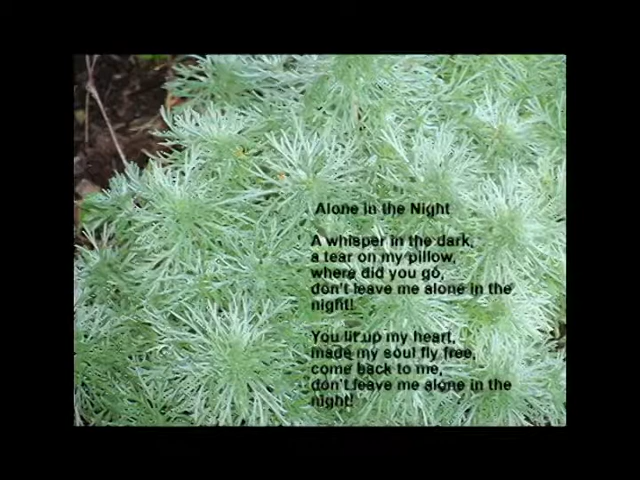 Alone in the Night
A whisper in the dark,
a tear on my pillow,
where did you go,
don't leave me alone in the
night!
You lit up my heart,
made my soul fly free,
come back to me,
don't leave me alone in the
night!